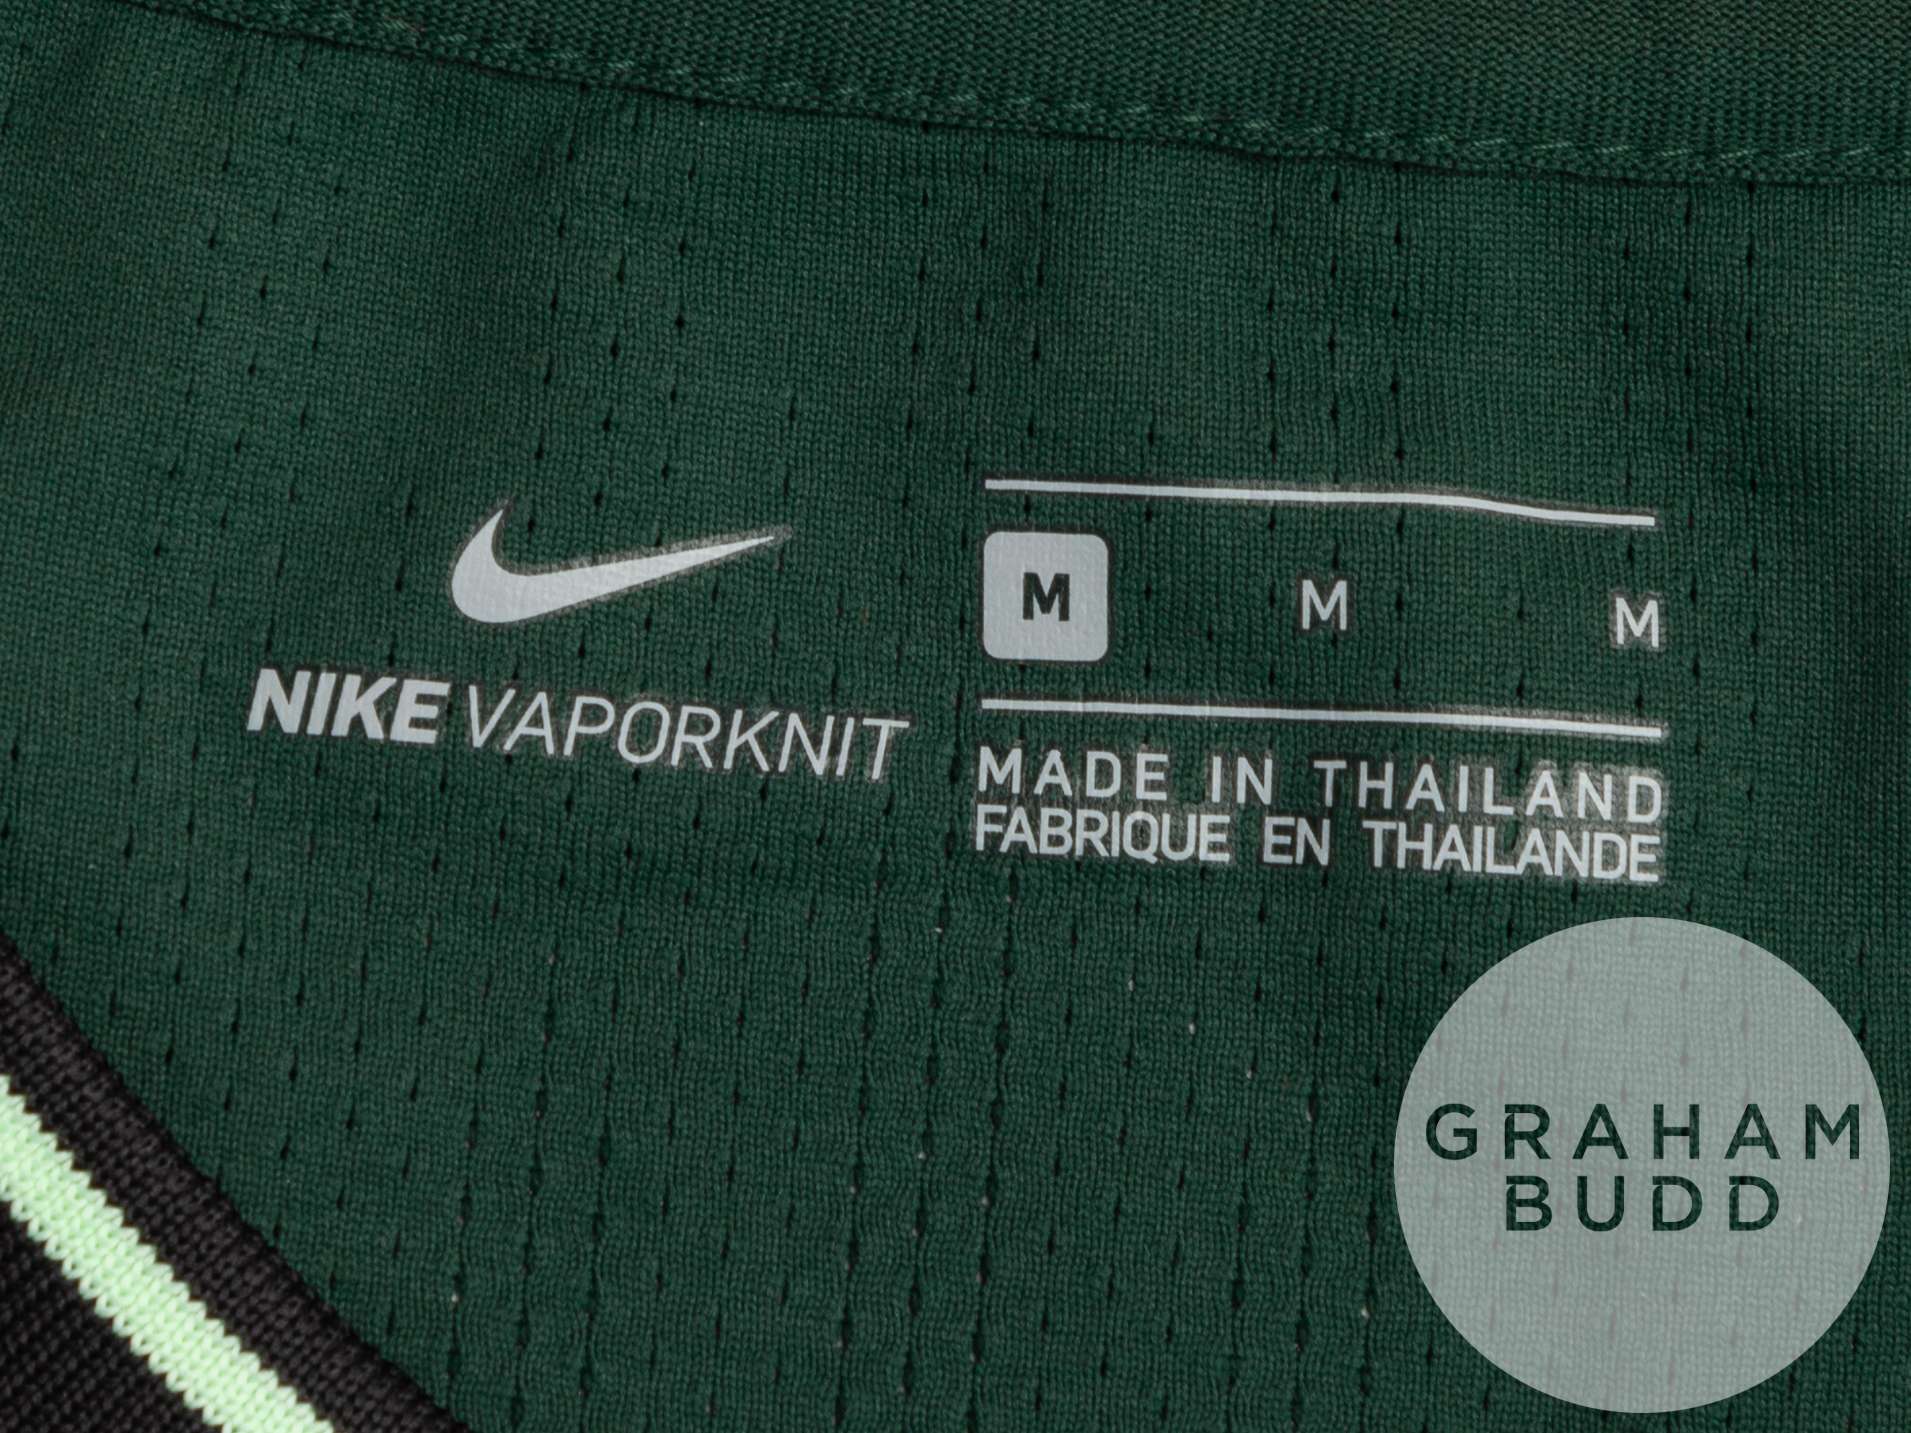 NIKE VAPORKNIT
M M M
MADE IN THAILAND
FABRIQUE EN THAILANDE
GRAHAM
BUDD